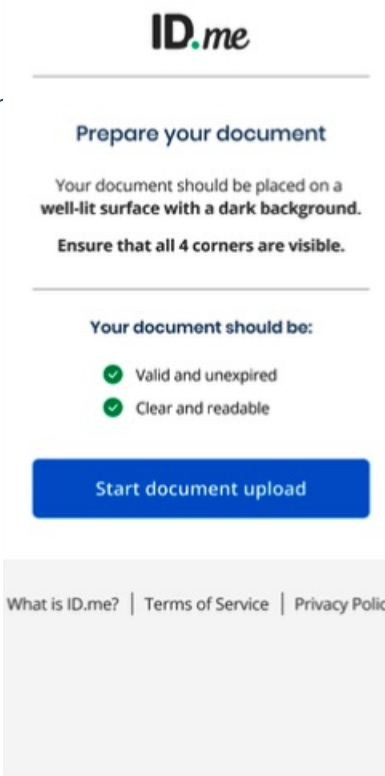 ID.me
Prepare your document
Your document should be placed on a
well-lit surface with a dark background.
Ensure that all 4 corners are visible.
Your document should be:
Valid and unexpired
Clear and readable
Start document upload
What is ID.me? | Terms of Service | Privacy Polic